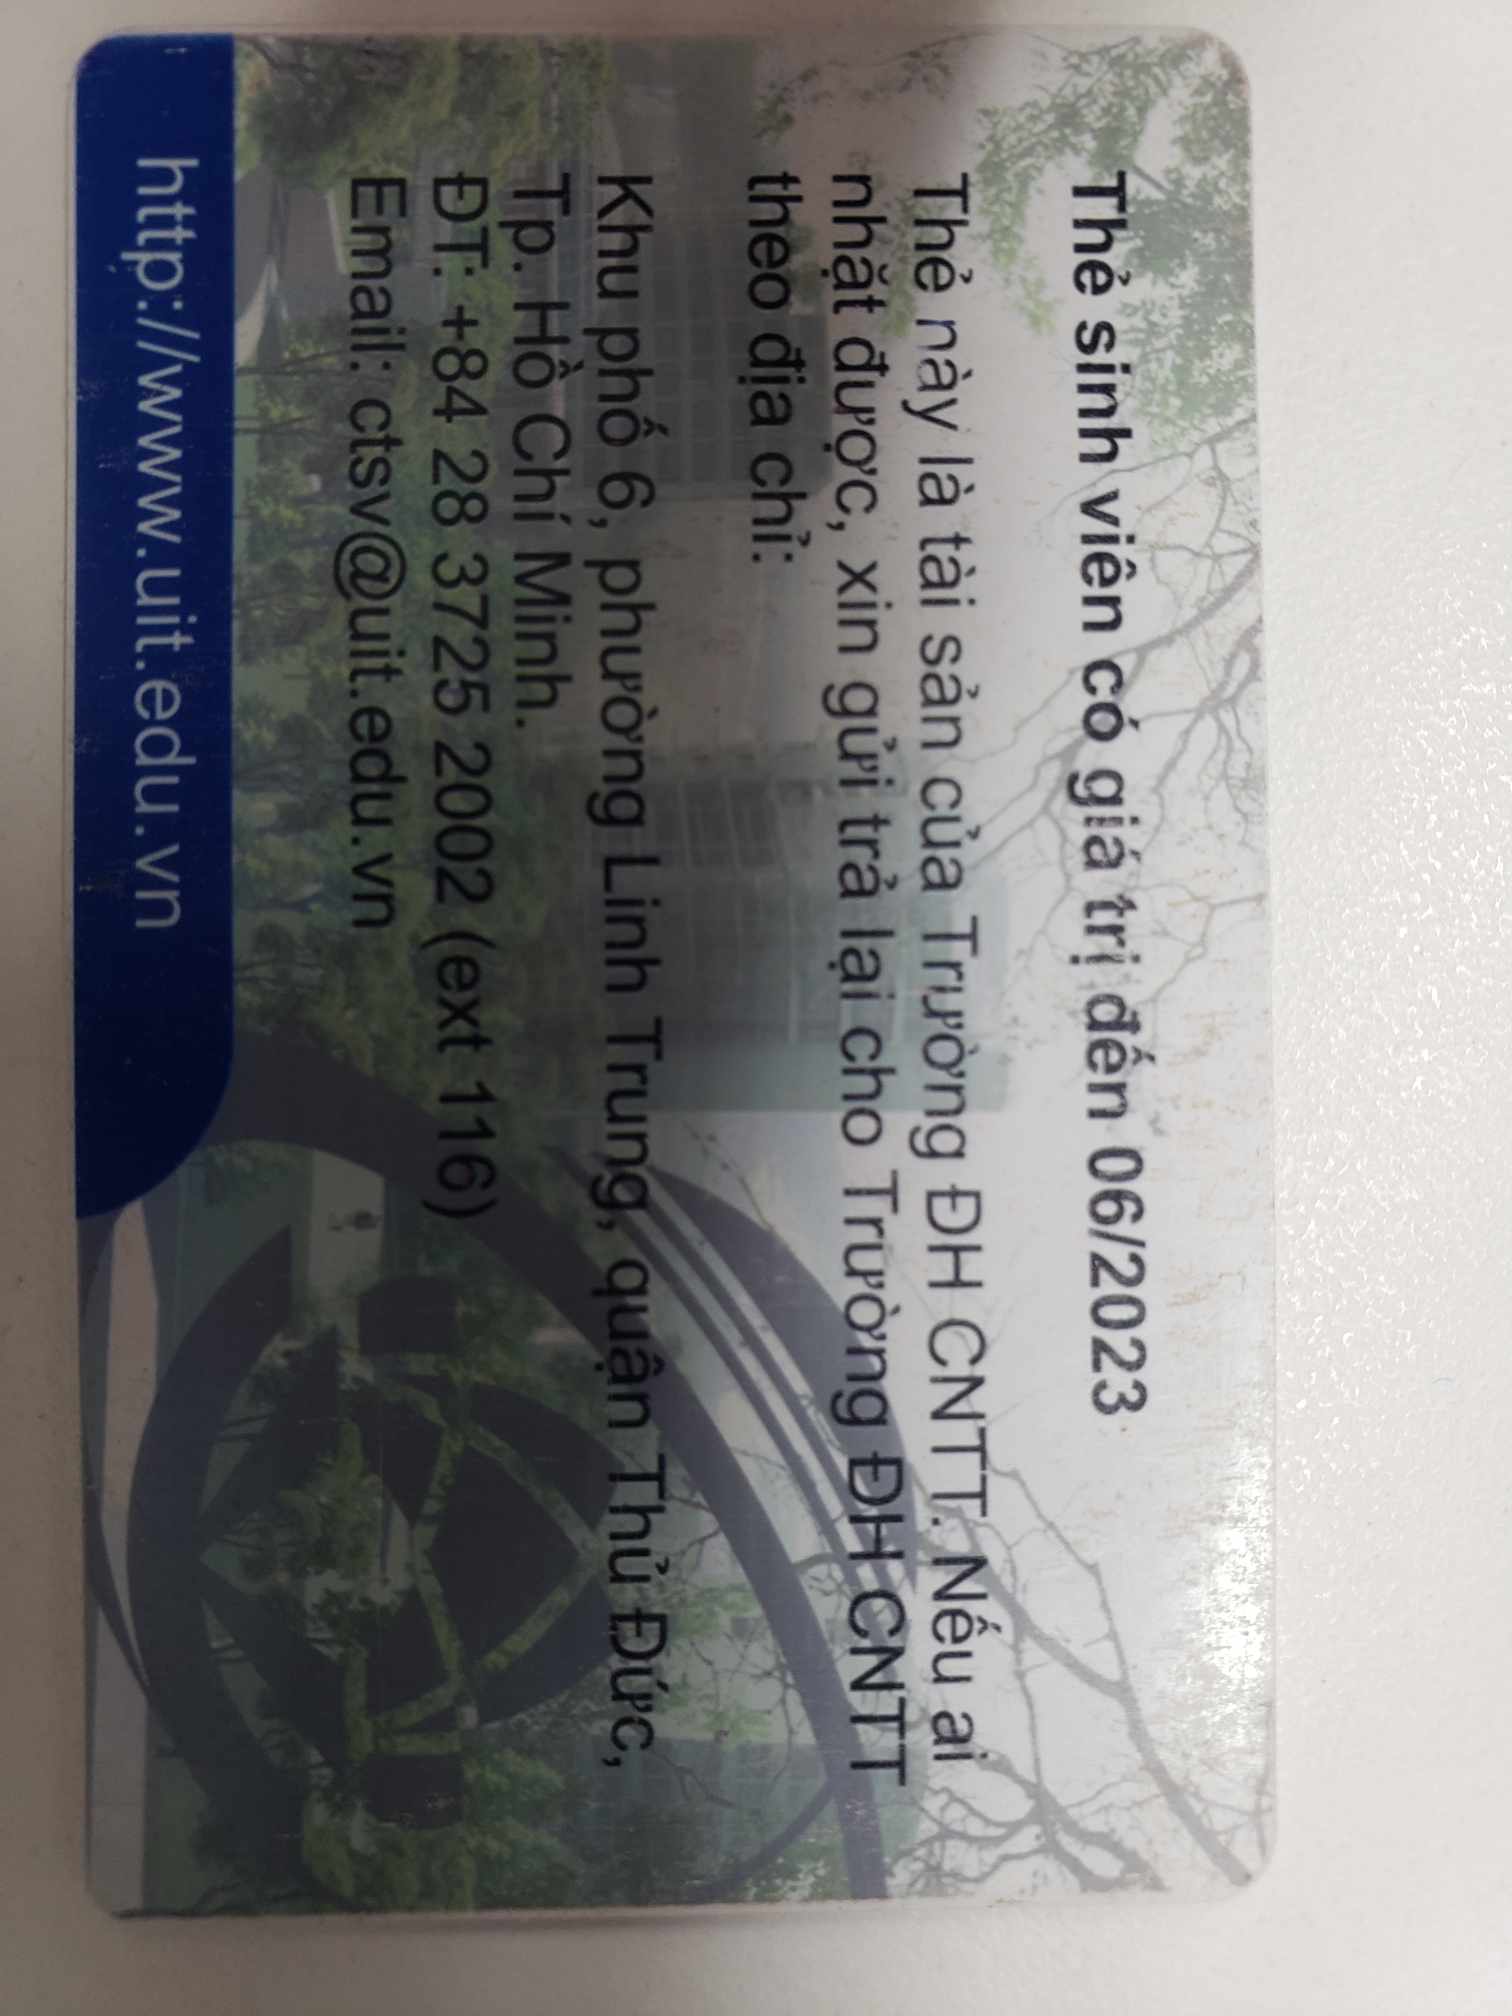 Thẻ sinh viên có giá trị đến 06/2023
Thẻ này là tài sản của Trường ĐH CNTT. Nếu ai
nhặt được, xin gửi trả lại cho Trường ĐH CNTT
theo địa chỉ:
Khu phố 6, phường Linh Trung, quận Thủ Đức,
Tp. Hồ Chí Minh.
ĐT: +84 28 3725 2002 (ext 116)
Email: ctsv@uit.edu.vn
http://www.uit.edu.vn